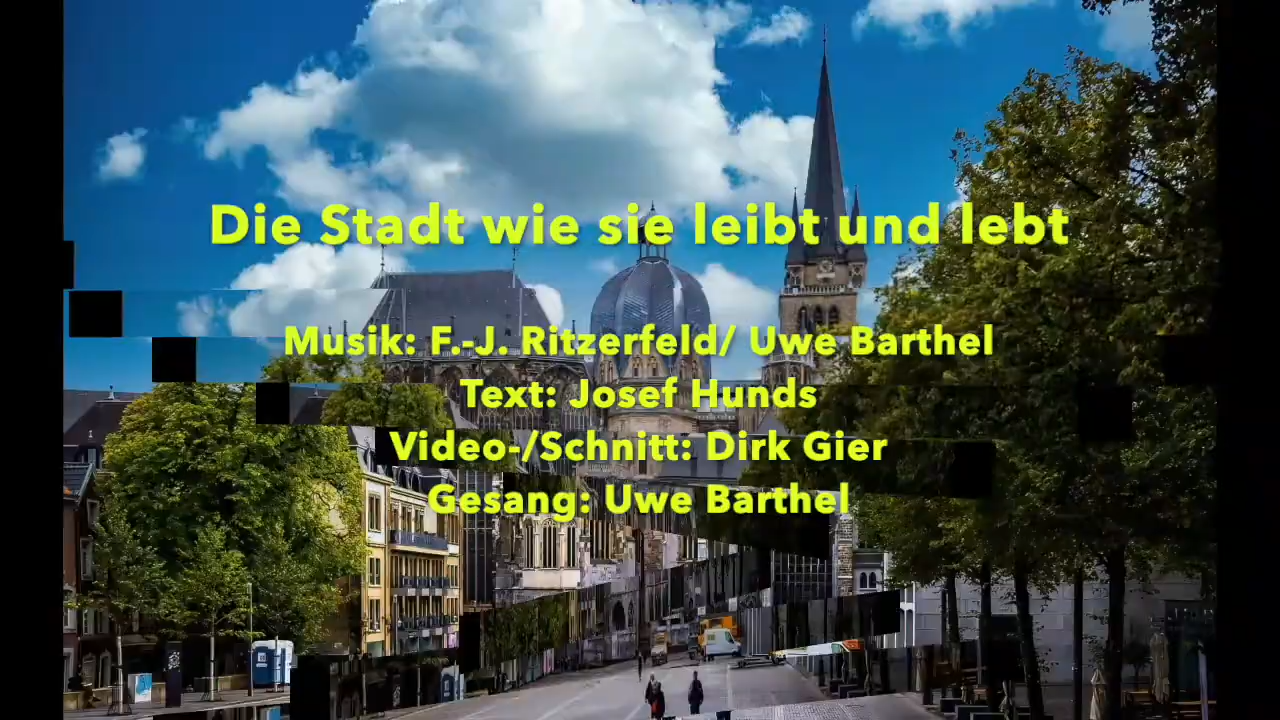 Die Stadt wie sie leibt und lebt
Musik: F.-J. Ritzerfeld/ Uwe Barthel
Text: Josef Hunds
Video-/Schnitt: Dirk Gier
Gesang: Uwe Barthel